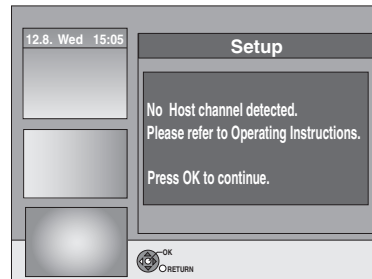 12.8. Wed 15:05
Setup
No Host channel detected.
Please refer to Operating Instructions.
Press OK to continue.
OK
RETURN